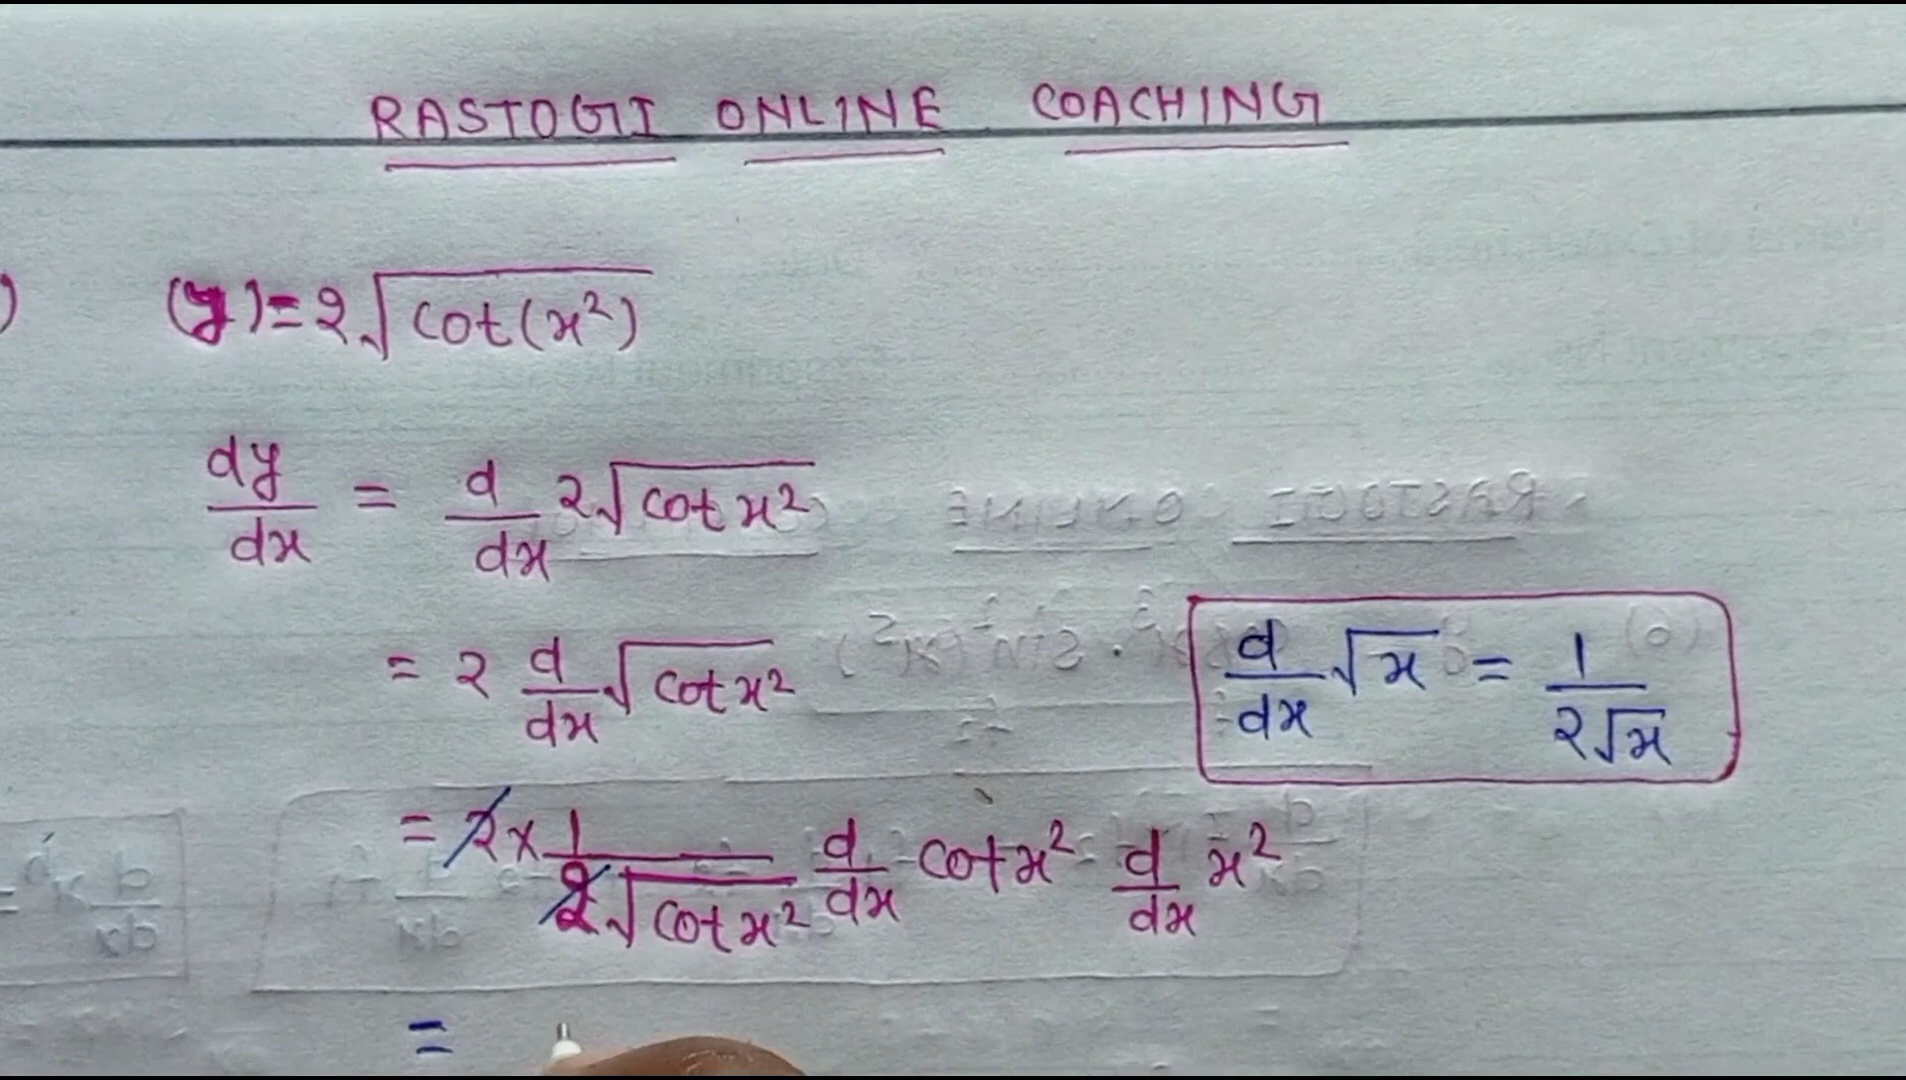 RASTOGI ONLINE COACHING
) (y) = 2√cot(x²)
dy/dx = d/dx 2√cot x²
= 2 d/dx √cot x²
d/dx √x = 1/2√x
= 2 × 1/2√cot x² d/dx cot x² d/dx x²
=